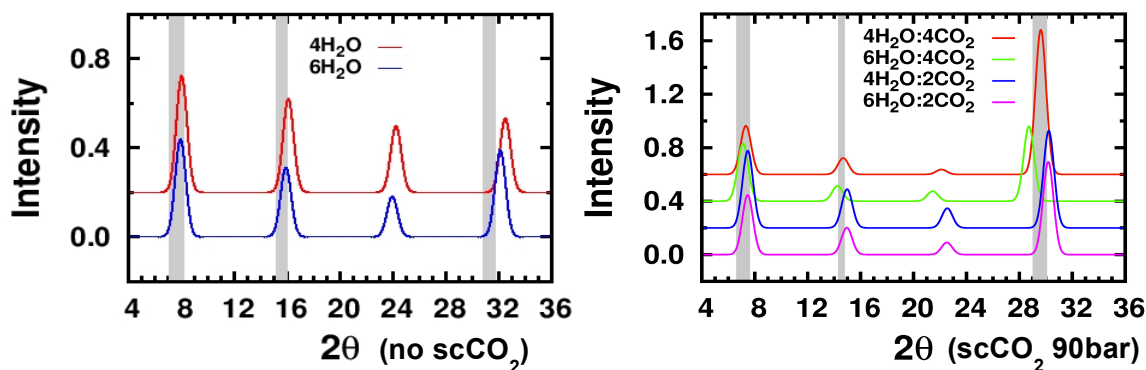 Intensity
0.8
0.4
0.0
4H₂O
6H₂O
4 8 12 16 20 24 28 32 36
2θ (no scCO₂)
Intensity
1.6
1.2
0.8
0.4
0.0
4H₂O:4CO₂
6H₂O:4CO₂
4H₂O:2CO₂
6H₂O:2CO₂
4 8 12 16 20 24 28 32 36
2θ (scCO₂ 90bar)